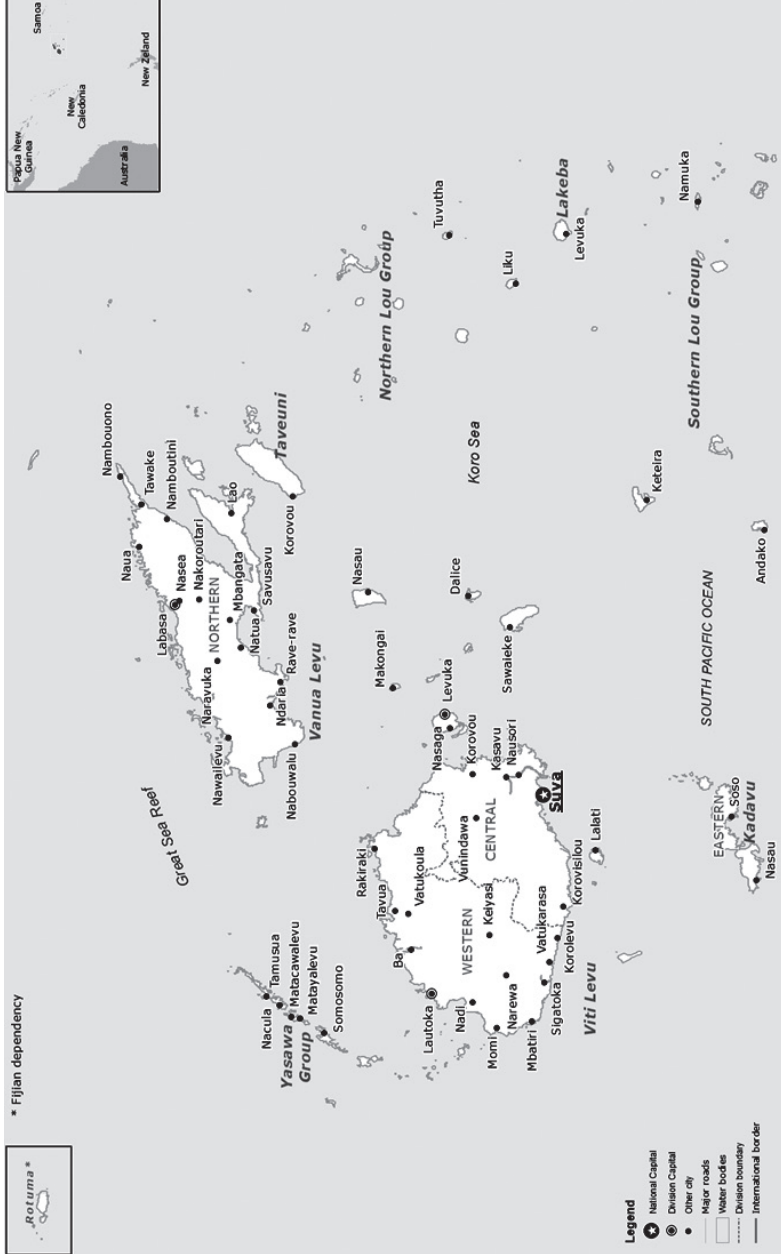 Rotuma*
* Fijian dependency
Papua New
Guinea
Samoa
New
Caledonia
Australia
New Zeland
Great Sea Reef
Nambouono
Tawake
Namboutini
Naua
Labasa
Nasea
Nakoroutari
NORTHERN
Mbangata
Lao
Savusavu
Natua
Naravuka
Rave-rave
Ndaria
Nawailevu
Nabouwalu
Vanua Levu
Taveuni
Korovou
Nacula
Tamusua
Matacawalevu
Matayalevu
Yasawa
Group
Somosomo
Northern Lou Group
Tuvutha
Liku
Lakeba
Levuka
Namuka
Southern Lou Group
Koro Sea
Nasau
Makongai
Dalice
Sawaleke
Keteira
Andako
Levuka
Nasaga
Korovou
Kasavu
Nausori
Suva
Rakiraki
Tavua
Vatukoula
Vunindawa
CENTRAL
Ba
WESTERN
Keiyasi
Lautoka
Nadi
Momi
Narewa
Mbatiri
Sigatoka
Vatukarasa
Korolevu
Korovisilou
Viti Levu
Lalati
SOUTH PACIFIC OCEAN
EASTERN
Soso
Kadavu
Nasau
Legend
National Capital
Division Capital
Other city
Major roads
Water bodies
Division boundary
International border